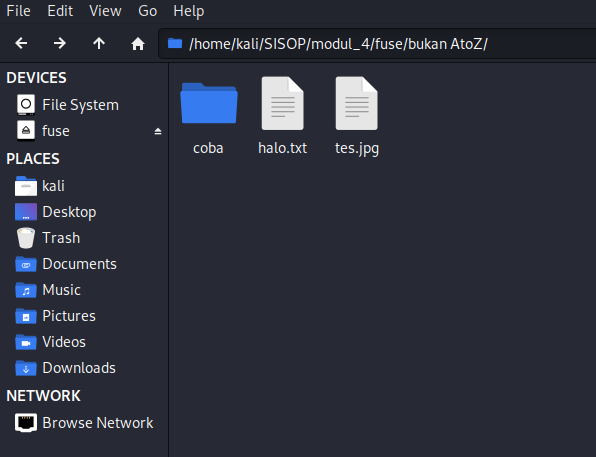 File Edit View Go Help
/home/kali/SISOP/modul_4/fuse/bukan AtoZ/
DEVICES
File System
fuse
PLACES
kali
Desktop
Trash
Documents
Music
Pictures
Videos
Downloads
NETWORK
Browse Network
coba halo.txt tes.jpg